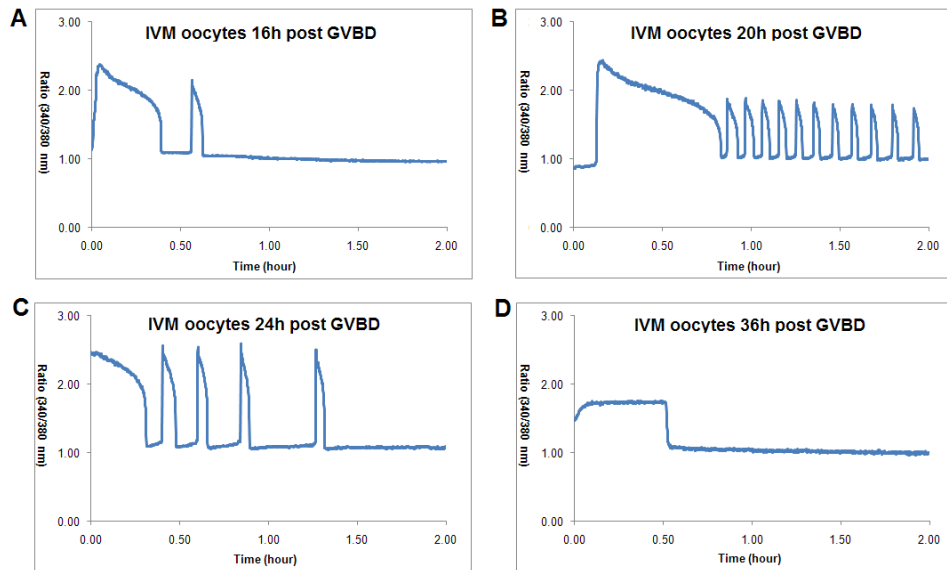 A
IVM oocytes 16h post GVBD
3.00
2.00
1.00
0.00
Ratio (340/380 nm)
0.00 0.50 1.00 1.50 2.00
Time (hour)
B
IVM oocytes 20h post GVBD
3.00
2.00
1.00
0.00
Ratio (340/380 nm)
0.00 0.50 1.00 1.50 2.00
Time (hour)
C
IVM oocytes 24h post GVBD
3.00
2.00
1.00
0.00
Ratio (340/380 nm)
0.00 0.50 1.00 1.50 2.00
Time (hour)
D
IVM oocytes 36h post GVBD
3.00
2.00
1.00
0.00
Ratio (340/380 nm)
0.00 0.50 1.00 1.50 2.00
Time (hour)